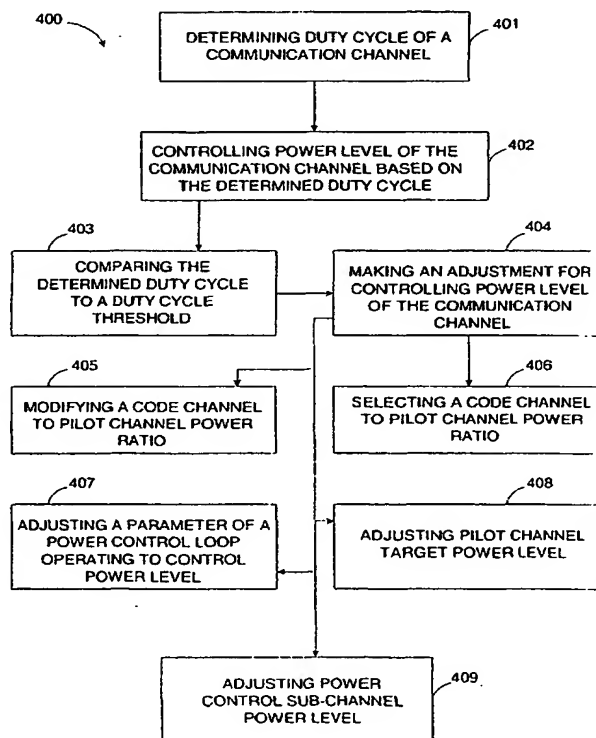 400
DETERMINING DUTY CYCLE OF A
COMMUNICATION CHANNEL
401
CONTROLLING POWER LEVEL OF THE
COMMUNICATION CHANNEL BASED ON
THE DETERMINED DUTY CYCLE
402
403
COMPARING THE
DETERMINED DUTY CYCLE
TO A DUTY CYCLE
THRESHOLD
404
MAKING AN ADJUSTMENT FOR
CONTROLLING POWER LEVEL
OF THE COMMUNICATION
CHANNEL
405
MODIFYING A CODE CHANNEL
TO PILOT CHANNEL POWER
RATIO
406
SELECTING A CODE CHANNEL
TO PILOT CHANNEL POWER
RATIO
407
ADJUSTING A PARAMETER OF A
POWER CONTROL LOOP
OPERATING TO CONTROL
POWER LEVEL
408
ADJUSTING PILOT CHANNEL
TARGET POWER LEVEL
ADJUSTING POWER
CONTROL SUB-CHANNEL
POWER LEVEL
409